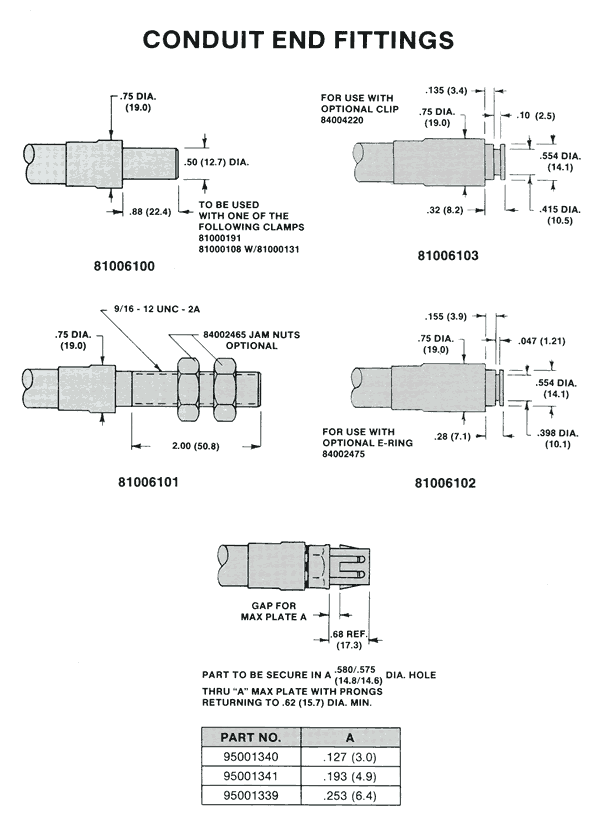 CONDUIT END FITTINGS
.75 DIA.
(19.0)
.50 (12.7) DIA.
.88 (22.4)
TO BE USED
WITH ONE OF THE
FOLLOWING CLAMPS
81000191
81000108 W/81000131
81006100
.135 (3.4)
FOR USE WITH
OPTIONAL CLIP
84004220
.75 DIA.
(19.0)
.10 (2.5)
.554 DIA.
(14.1)
.32 (8.2)
.415 DIA.
(10.5)
81006103
9/16 - 12 UNC - 2A
.75 DIA.
(19.0)
84002465 JAM NUTS
OPTIONAL
2.00 (50.8)
81006101
.155 (3.9)
.75 DIA.
(19.0)
.047 (1.21)
.554 DIA.
(14.1)
FOR USE WITH
OPTIONAL E-RING
84002475
.28 (7.1)
.398 DIA.
(10.1)
81006102
GAP FOR
MAX PLATE A
.68 REF.
(17.3)
PART TO BE SECURE IN A .580/.575 (14.8/14.6) DIA. HOLE
THRU "A" MAX PLATE WITH PRONGS
RETURNING TO .62 (15.7) DIA. MIN.
PART NO. A
95001340 .127 (3.0)
95001341 .193 (4.9)
95001339 .253 (6.4)